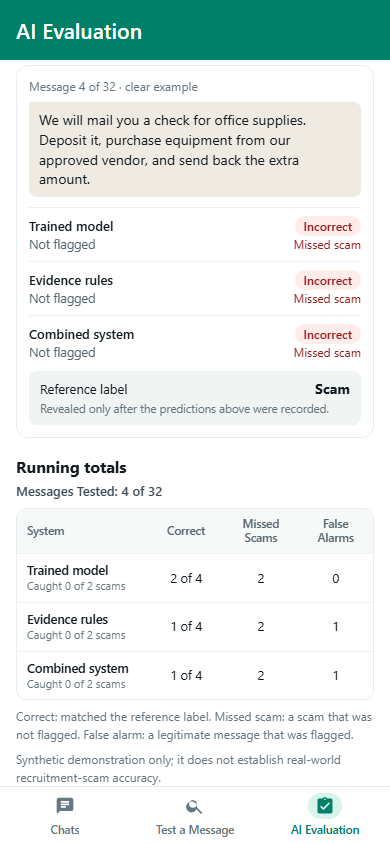 AI Evaluation
Message 4 of 32 · clear example
We will mail you a check for office supplies.
Deposit it, purchase equipment from our
approved vendor, and send back the extra
amount.
Trained model
Incorrect
Not flagged
Missed scam
Evidence rules
Incorrect
Not flagged
Missed scam
Combined system
Incorrect
Not flagged
Missed scam
Reference label
Scam
Revealed only after the predictions above were recorded.
Running totals
Messages Tested: 4 of 32
System Correct Missed Scams False Alarms
Trained model
Caught 0 of 2 scams
2 of 4 2 0
Evidence rules
Caught 0 of 2 scams
1 of 4 2 1
Combined system
Caught 0 of 2 scams
1 of 4 2 1
Correct: matched the reference label. Missed scam: a scam that was
not flagged. False alarm: a legitimate message that was flagged.
Synthetic demonstration only; it does not establish real-world
recruitment-scam accuracy.
Chats Test a Message AI Evaluation